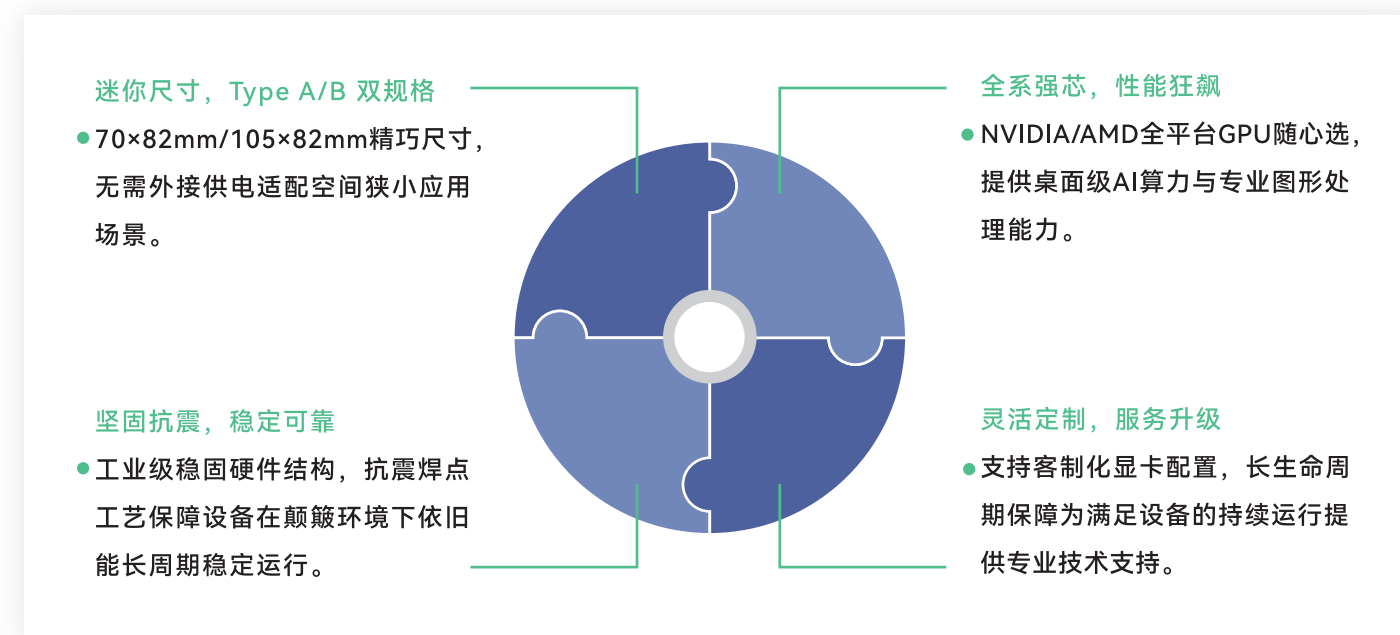 迷你尺寸，Type A/B 双规格
70×82mm/105×82mm精巧尺寸，
无需外接供电适配空间狭小应用
场景。
全系强芯，性能狂飙
NVIDIA/AMD全平台GPU随心选，
提供桌面级AI算力与专业图形处
理能力。
坚固抗震，稳定可靠
工业级稳固硬件结构，抗震焊点
工艺保障设备在颠簸环境下依旧
能长周期稳定运行。
灵活定制，服务升级
支持客制化显卡配置，长生命周
期保障为满足设备的持续运行提
供专业技术支持。